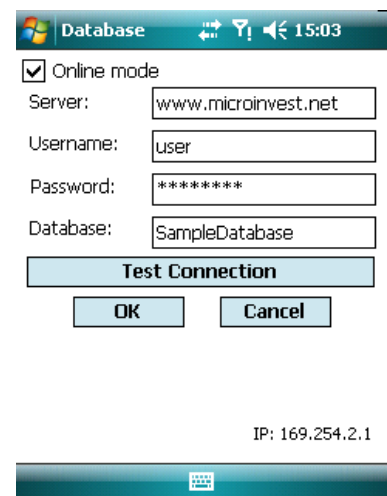 Database 15:03
Online mode
Server: www.microinvest.net
Username: user
Password: ********
Database: SampleDatabase
Test Connection
OK Cancel
IP: 169.254.2.1